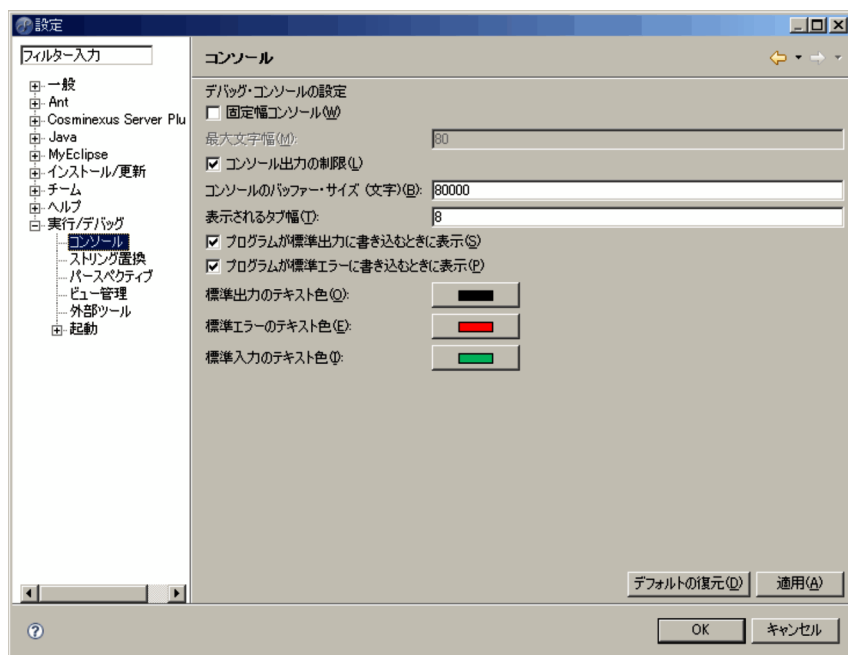 設定
フィルター入力
一般
Ant
Cosminexus Server Plu
Java
MyEclipse
インストール/更新
チーム
ヘルプ
実行/デバッグ
コンソール
ストリング置換
パースペクティブ
ビュー管理
外部ツール
起動
コンソール
デバッグ・コンソールの設定
固定幅コンソール(W)
最大文字幅(M): 80
コンソール出力の制限(L)
コンソールのバッファー・サイズ (文字)(B): 80000
表示されるタブ幅(T): 8
プログラムが標準出力に書き込むときに表示(S)
プログラムが標準エラーに書き込むときに表示(P)
標準出力のテキスト色(O):
標準エラーのテキスト色(E):
標準入力のテキスト色(I):
デフォルトの復元(D) 適用(A)
OK キャンセル